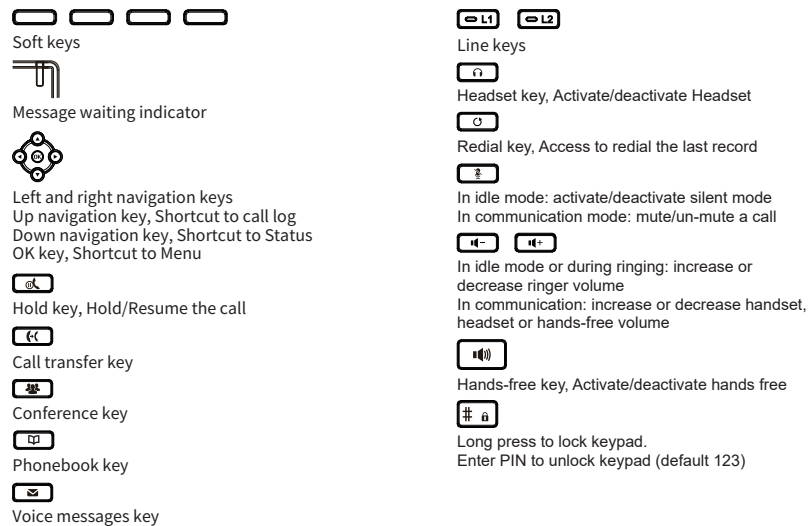 Soft keys
Message waiting indicator
OK
Left and right navigation keys
Up navigation key, Shortcut to call log
Down navigation key, Shortcut to Status
OK key, Shortcut to Menu
Hold key, Hold/Resume the call
Call transfer key
Conference key
Phonebook key
Voice messages key
L1 L2
Line keys
Headset key, Activate/deactivate Headset
Redial key, Access to redial the last record
In idle mode: activate/deactivate silent mode
In communication mode: mute/un-mute a call
- +
In idle mode or during ringing: increase or
decrease ringer volume
In communication: increase or decrease handset,
headset or hands-free volume
Hands-free key, Activate/deactivate hands free
#
Long press to lock keypad.
Enter PIN to unlock keypad (default 123)